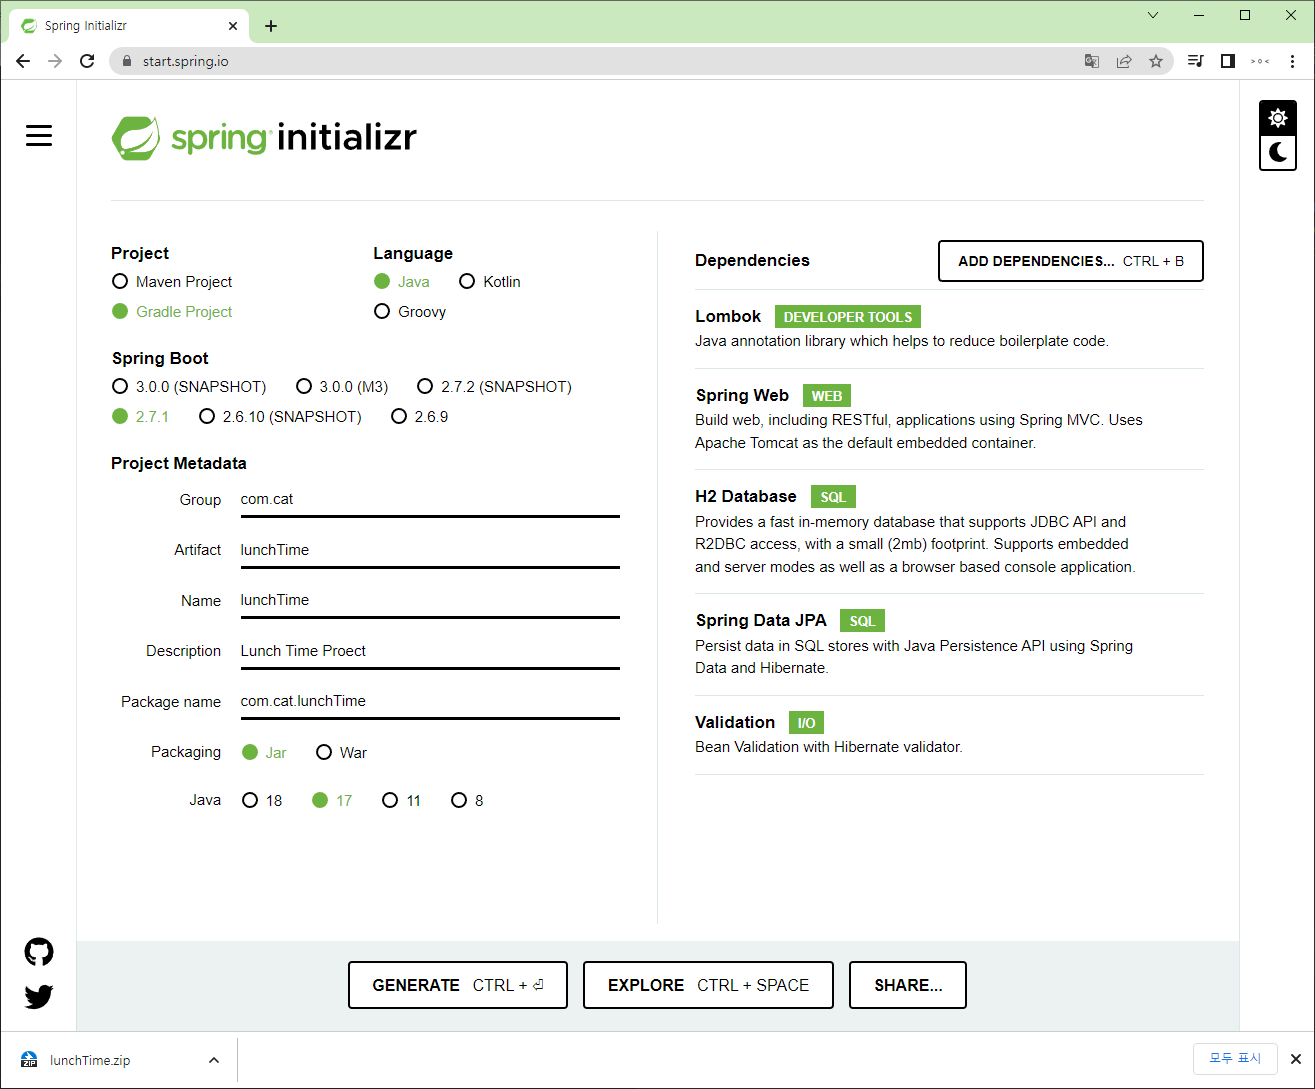 Spring Initializr
start.spring.io
spring initializr
Project
Maven Project
Gradle Project
Language
Java Kotlin
Groovy
Spring Boot
3.0.0 (SNAPSHOT) 3.0.0 (M3) 2.7.2 (SNAPSHOT)
2.7.1 2.6.10 (SNAPSHOT) 2.6.9
Project Metadata
Group com.cat
Artifact lunchTime
Name lunchTime
Description Lunch Time Proect
Package name com.cat.lunchTime
Packaging Jar War
Java 18 17 11 8
Dependencies
ADD DEPENDENCIES... CTRL + B
Lombok DEVELOPER TOOLS
Java annotation library which helps to reduce boilerplate code.
Spring Web WEB
Build web, including RESTful, applications using Spring MVC. Uses
Apache Tomcat as the default embedded container.
H2 Database SQL
Provides a fast in-memory database that supports JDBC API and
R2DBC access, with a small (2mb) footprint. Supports embedded
and server modes as well as a browser based console application.
Spring Data JPA SQL
Persist data in SQL stores with Java Persistence API using Spring
Data and Hibernate.
Validation I/O
Bean Validation with Hibernate validator.
GENERATE CTRL + ⏎
EXPLORE CTRL + SPACE
SHARE...
ZIP
lunchTime.zip
모두 표시